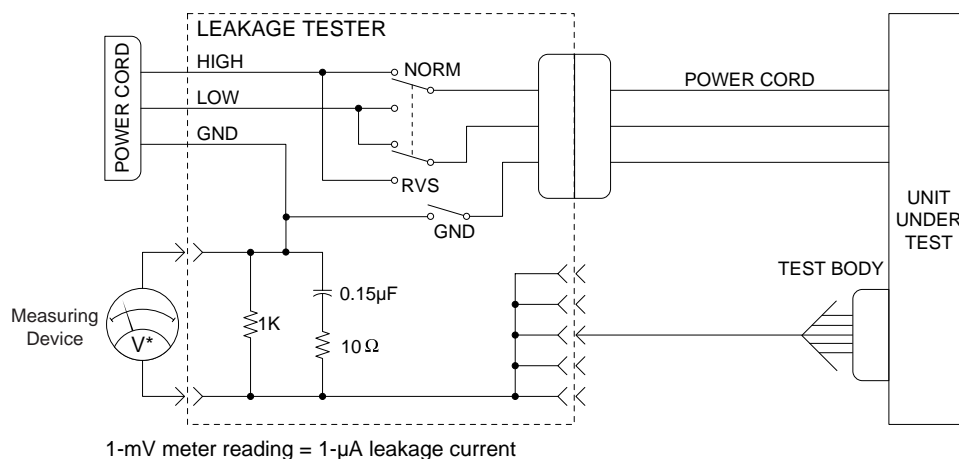 LEAKAGE TESTER
POWER CORD
HIGH
NORM
POWER CORD
LOW
GND
RVS
GND
UNIT
UNDER
TEST
TEST BODY
0.15µF
Measuring
Device
V*
1K
10 Ω
1-mV meter reading = 1-µA leakage current